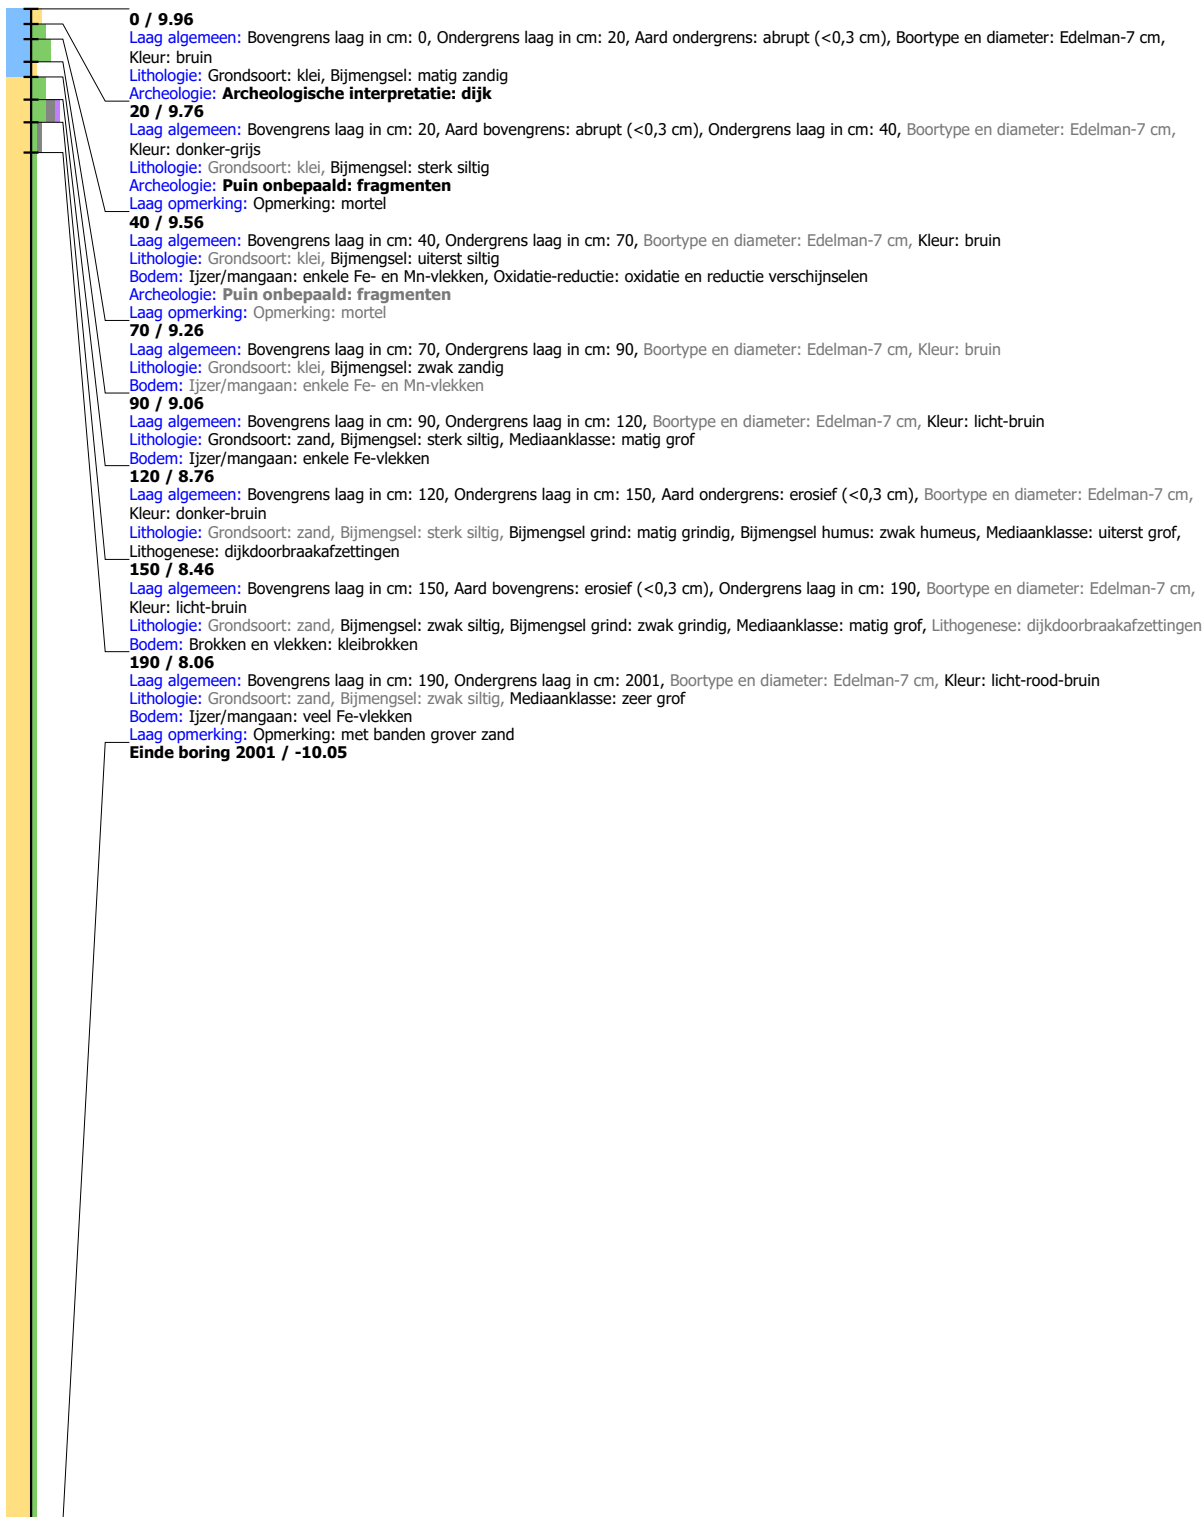 0 / 9.96
Laag algemeen: Bovengrens laag in cm: 0, Ondergrens laag in cm: 20, Aard ondergrens: abrupt (<0,3 cm), Boortype en diameter: Edelman-7 cm,
Kleur: bruin
Lithologie: Grondsoort: klei, Bijmengsel: matig zandig
Archeologie: Archeologische interpretatie: dijk
20 / 9.76
Laag algemeen: Bovengrens laag in cm: 20, Aard bovengrens: abrupt (<0,3 cm), Ondergrens laag in cm: 40, Boortype en diameter: Edelman-7 cm,
Kleur: donker-grijs
Lithologie: Grondsoort: klei, Bijmengsel: sterk siltig
Archeologie: Puin onbepaald: fragmenten
Laag opmerking: Opmerking: mortel
40 / 9.56
Laag algemeen: Bovengrens laag in cm: 40, Ondergrens laag in cm: 70, Boortype en diameter: Edelman-7 cm, Kleur: bruin
Lithologie: Grondsoort: klei, Bijmengsel: uiterst siltig
Bodem: Ijzer/mangaan: enkele Fe- en Mn-vlekken, Oxidatie-reductie: oxidatie en reductie verschijnselen
Archeologie: Puin onbepaald: fragmenten
Laag opmerking: Opmerking: mortel
70 / 9.26
Laag algemeen: Bovengrens laag in cm: 70, Ondergrens laag in cm: 90, Boortype en diameter: Edelman-7 cm, Kleur: bruin
Lithologie: Grondsoort: klei, Bijmengsel: zwak zandig
Bodem: Ijzer/mangaan: enkele Fe- en Mn-vlekken
90 / 9.06
Laag algemeen: Bovengrens laag in cm: 90, Ondergrens laag in cm: 120, Boortype en diameter: Edelman-7 cm, Kleur: licht-bruin
Lithologie: Grondsoort: zand, Bijmengsel: sterk siltig, Mediaanklasse: matig grof
Bodem: Ijzer/mangaan: enkele Fe-vlekken
120 / 8.76
Laag algemeen: Bovengrens laag in cm: 120, Ondergrens laag in cm: 150, Aard ondergrens: erosief (<0,3 cm), Boortype en diameter: Edelman-7 cm,
Kleur: donker-bruin
Lithologie: Grondsoort: zand, Bijmengsel: sterk siltig, Bijmengsel grind: matig grindig, Bijmengsel humus: zwak humeus, Mediaanklasse: uiterst grof,
Lithogenese: dijkdoorbraakafzettingen
150 / 8.46
Laag algemeen: Bovengrens laag in cm: 150, Aard bovengrens: erosief (<0,3 cm), Ondergrens laag in cm: 190, Boortype en diameter: Edelman-7 cm,
Kleur: licht-bruin
Lithologie: Grondsoort: zand, Bijmengsel: zwak siltig, Bijmengsel grind: zwak grindig, Mediaanklasse: matig grof, Lithogenese: dijkdoorbraakafzettingen
Bodem: Brokken en vlekken: kleibrokken
190 / 8.06
Laag algemeen: Bovengrens laag in cm: 190, Ondergrens laag in cm: 2001, Boortype en diameter: Edelman-7 cm, Kleur: licht-rood-bruin
Lithologie: Grondsoort: zand, Bijmengsel: zwak siltig, Mediaanklasse: zeer grof
Bodem: Ijzer/mangaan: veel Fe-vlekken
Laag opmerking: Opmerking: met banden grover zand
Einde boring 2001 / -10.05